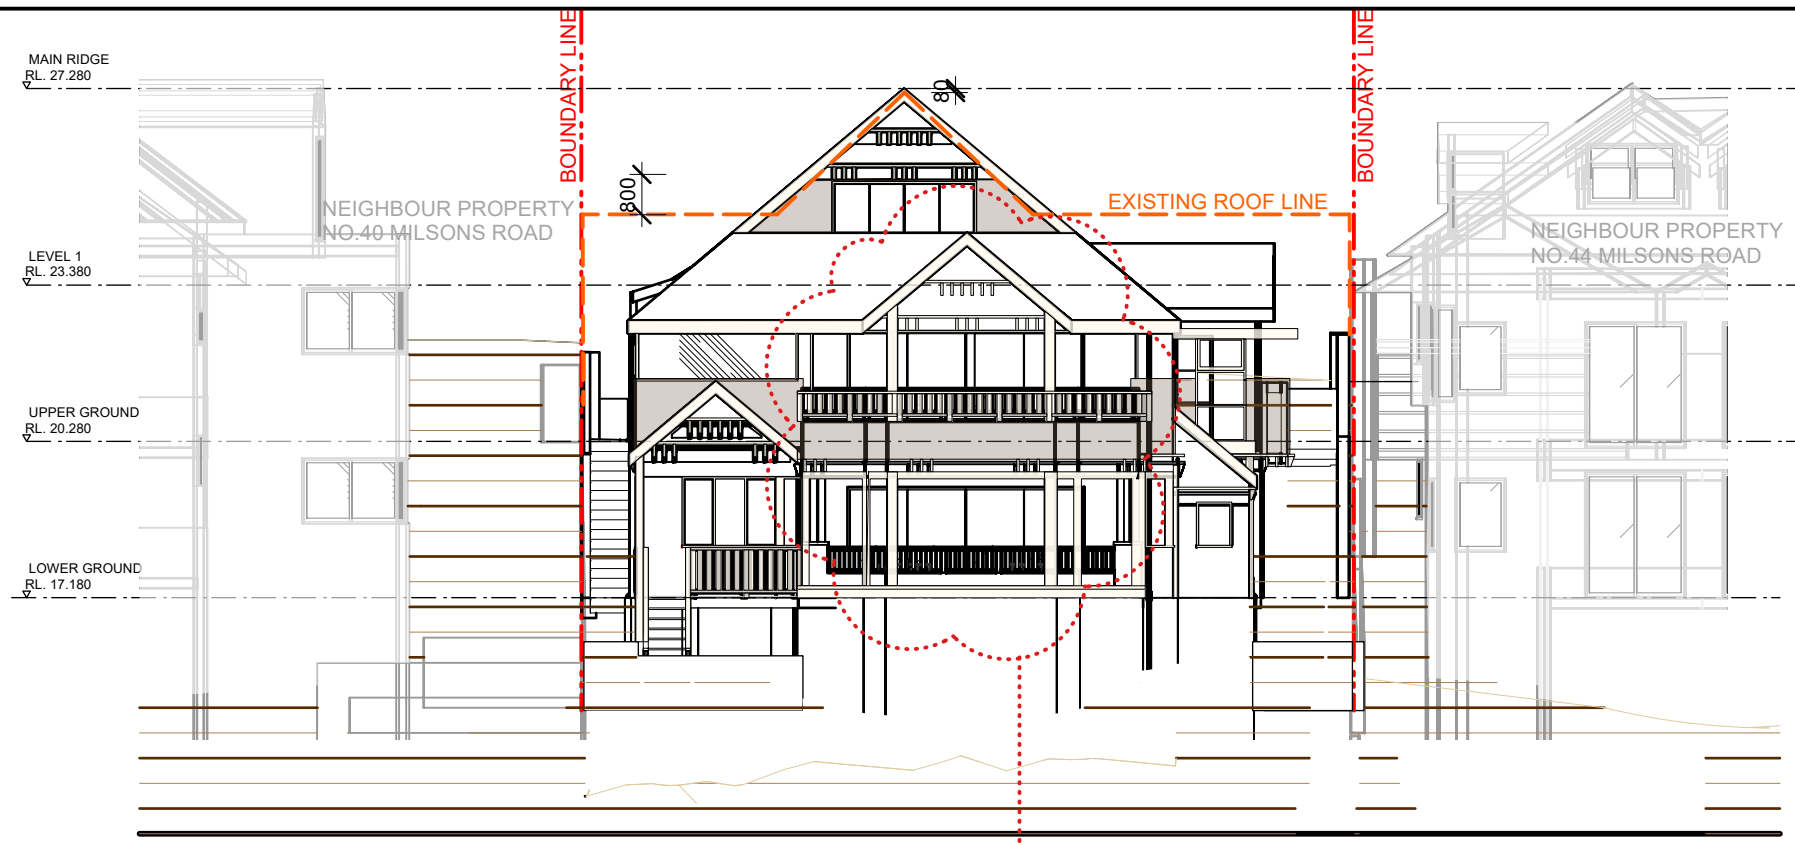 MAIN RIDGE
RL. 27.280
BOUNDARY LINE
80
BOUNDARY LINE
800
EXISTING ROOF LINE
NEIGHBOUR PROPERTY
NO.40 MILSONS ROAD
NEIGHBOUR PROPERTY
NO.44 MILSONS ROAD
LEVEL 1
RL. 23.380
UPPER GROUND
RL. 20.280
LOWER GROUND
RL. 17.180